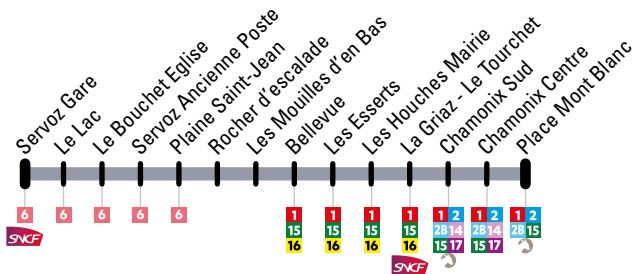 Servoz Gare
Le Lac
Le Bouchet Eglise
Servoz Ancienne Poste
Plaine Saint-Jean
Rocher d'escalade
Les Mouilles d'en Bas
Bellevue
Les Esserts
Les Houches Mairie
La Griaz - Le Tourchet
Chamonix Sud
Chamonix Centre
Place Mont Blanc
6 6 6 6 6 1 1 1 1 1 2 1 2 1 2
15 15 15 15 2B 14 2B 14 2B 15
16 16 16 16 15 17 15 17
SNCF
SNCF